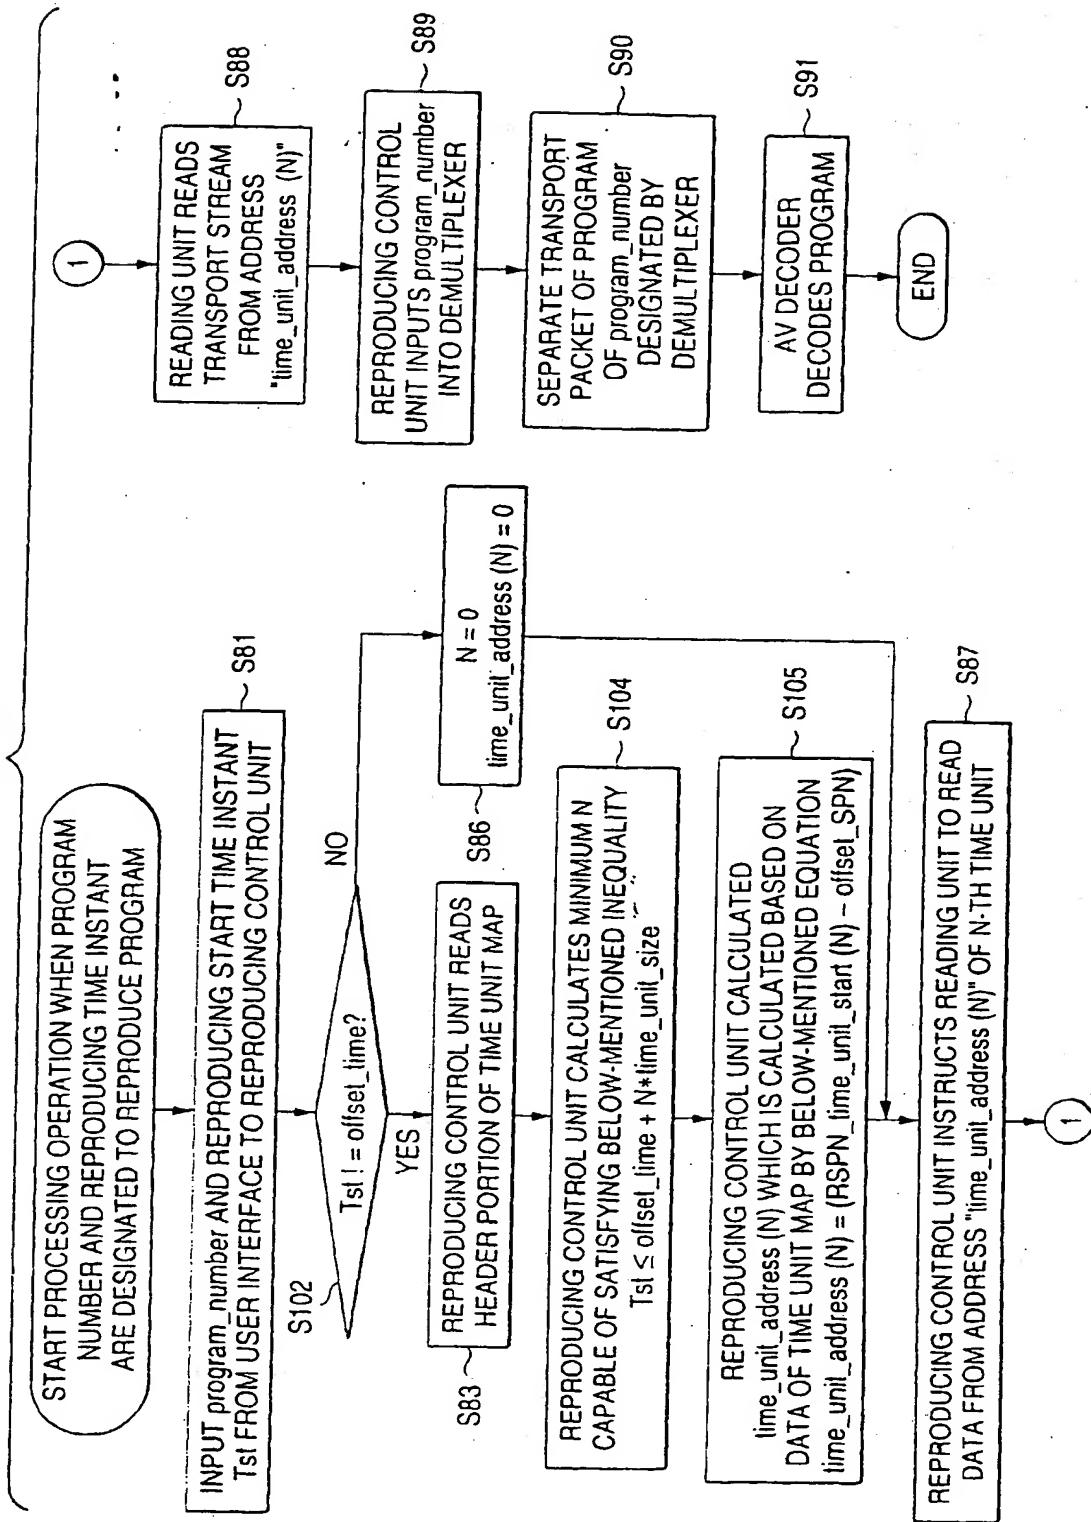 START PROCESSING OPERATION WHEN PROGRAM
NUMBER AND REPRODUCING TIME INSTANT
ARE DESIGNATED TO REPRODUCE PROGRAM
INPUT program_number AND REPRODUCING START TIME INSTANT
Tst FROM USER INTERFACE TO REPRODUCING CONTROL UNIT
S81
S102
Tst ! = offset_time?
NO
YES
S83
REPRODUCING CONTROL UNIT READS
HEADER PORTION OF TIME UNIT MAP
S86
N = 0
time_unit_address (N) = 0
REPRODUCING CONTROL UNIT CALCULATES MINIMUM N
CAPABLE OF SATISFYING BELOW-MENTIONED INEQUALITY
Tst ≤ offset_time + N*time_unit_size
S104
REPRODUCING CONTROL UNIT CALCULATED
time_unit_address (N) WHICH IS CALCULATED BASED ON
DATA OF TIME UNIT MAP BY BELOW-MENTIONED EQUATION
time_unit_address (N) = (RSPN_time_unit_start (N) – offset_SPN)
S105
REPRODUCING CONTROL UNIT INSTRUCTS READING UNIT TO READ
DATA FROM ADDRESS "time_unit_address (N)" OF N-TH TIME UNIT
S87
1
1
READING UNIT READS
TRANSPORT STREAM
FROM ADDRESS
"time_unit_address (N)"
S88
REPRODUCING CONTROL
UNIT INPUTS program_number
INTO DEMULTIPLEXER
S89
SEPARATE TRANSPORT
PACKET OF PROGRAM
OF program_number
DESIGNATED BY
DEMULTIPLEXER
S90
AV DECODER
DECODES PROGRAM
S91
END